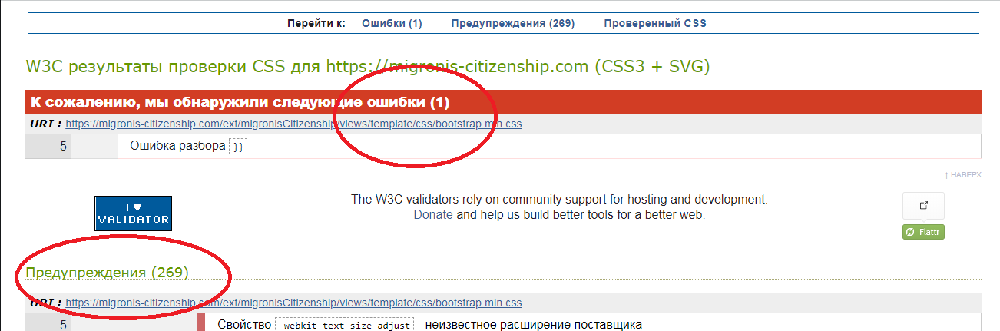 Перейти к: Ошибки (1) Предупреждения (269) Проверенный CSS
W3C результаты проверки CSS для https://migronis-citizenship.com (CSS3 + SVG)
К сожалению, мы обнаружили следующие ошибки (1)
URI : https://migronis-citizenship.com/ext/migronisCitizenship/views/template/css/bootstrap.min.css
5 Ошибка разбора }}
↑ НАВЕРХ
I ♥
VALIDATOR
The W3C validators rely on community support for hosting and development.
Donate and help us build better tools for a better web.
Flattr
Предупреждения (269)
URI : https://migronis-citizenship.com/ext/migronisCitizenship/views/template/css/bootstrap.min.css
5 Свойство -webkit-text-size-adjust - неизвестное расширение поставщика